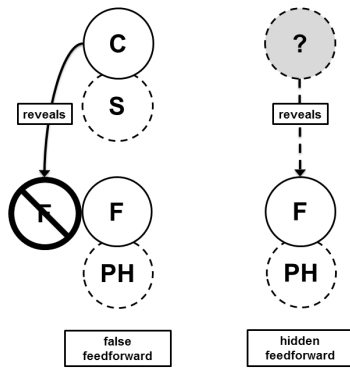 C
?
S
reveals
reveals
F
F
F
PH
PH
false
feedforward
hidden
feedforward